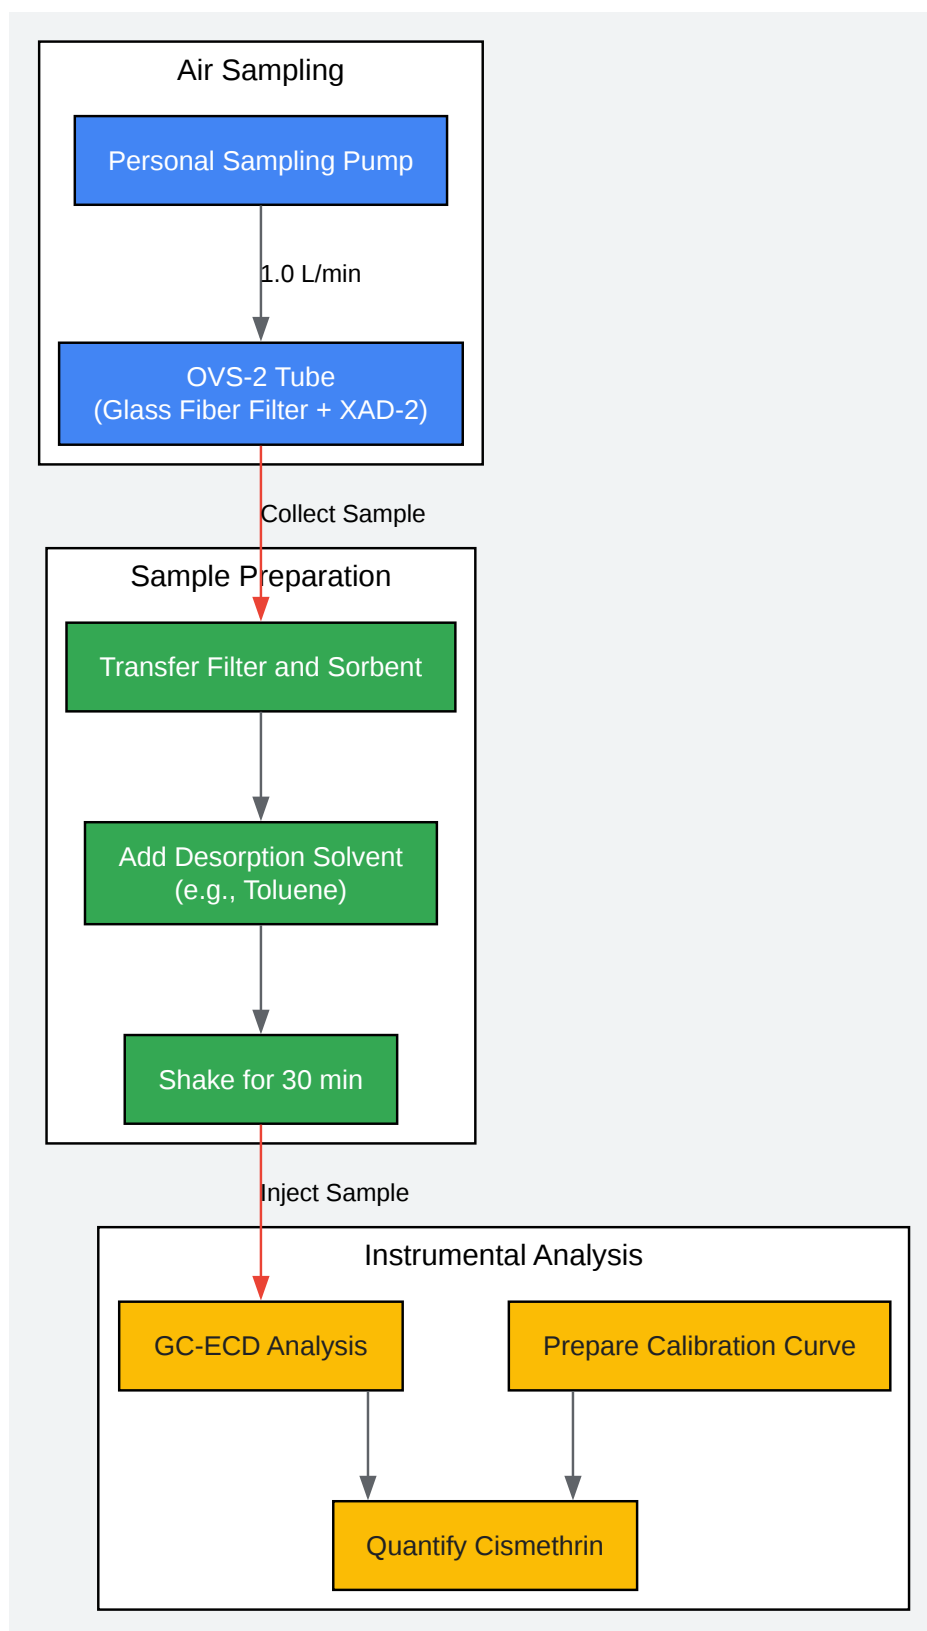 Air Sampling
Personal Sampling Pump
1.0 L/min
OVS-2 Tube
(Glass Fiber Filter + XAD-2)
Collect Sample
Sample Preparation
Transfer Filter and Sorbent
Add Desorption Solvent
(e.g., Toluene)
Shake for 30 min
Inject Sample
Instrumental Analysis
GC-ECD Analysis
Prepare Calibration Curve
Quantify Cismethrin